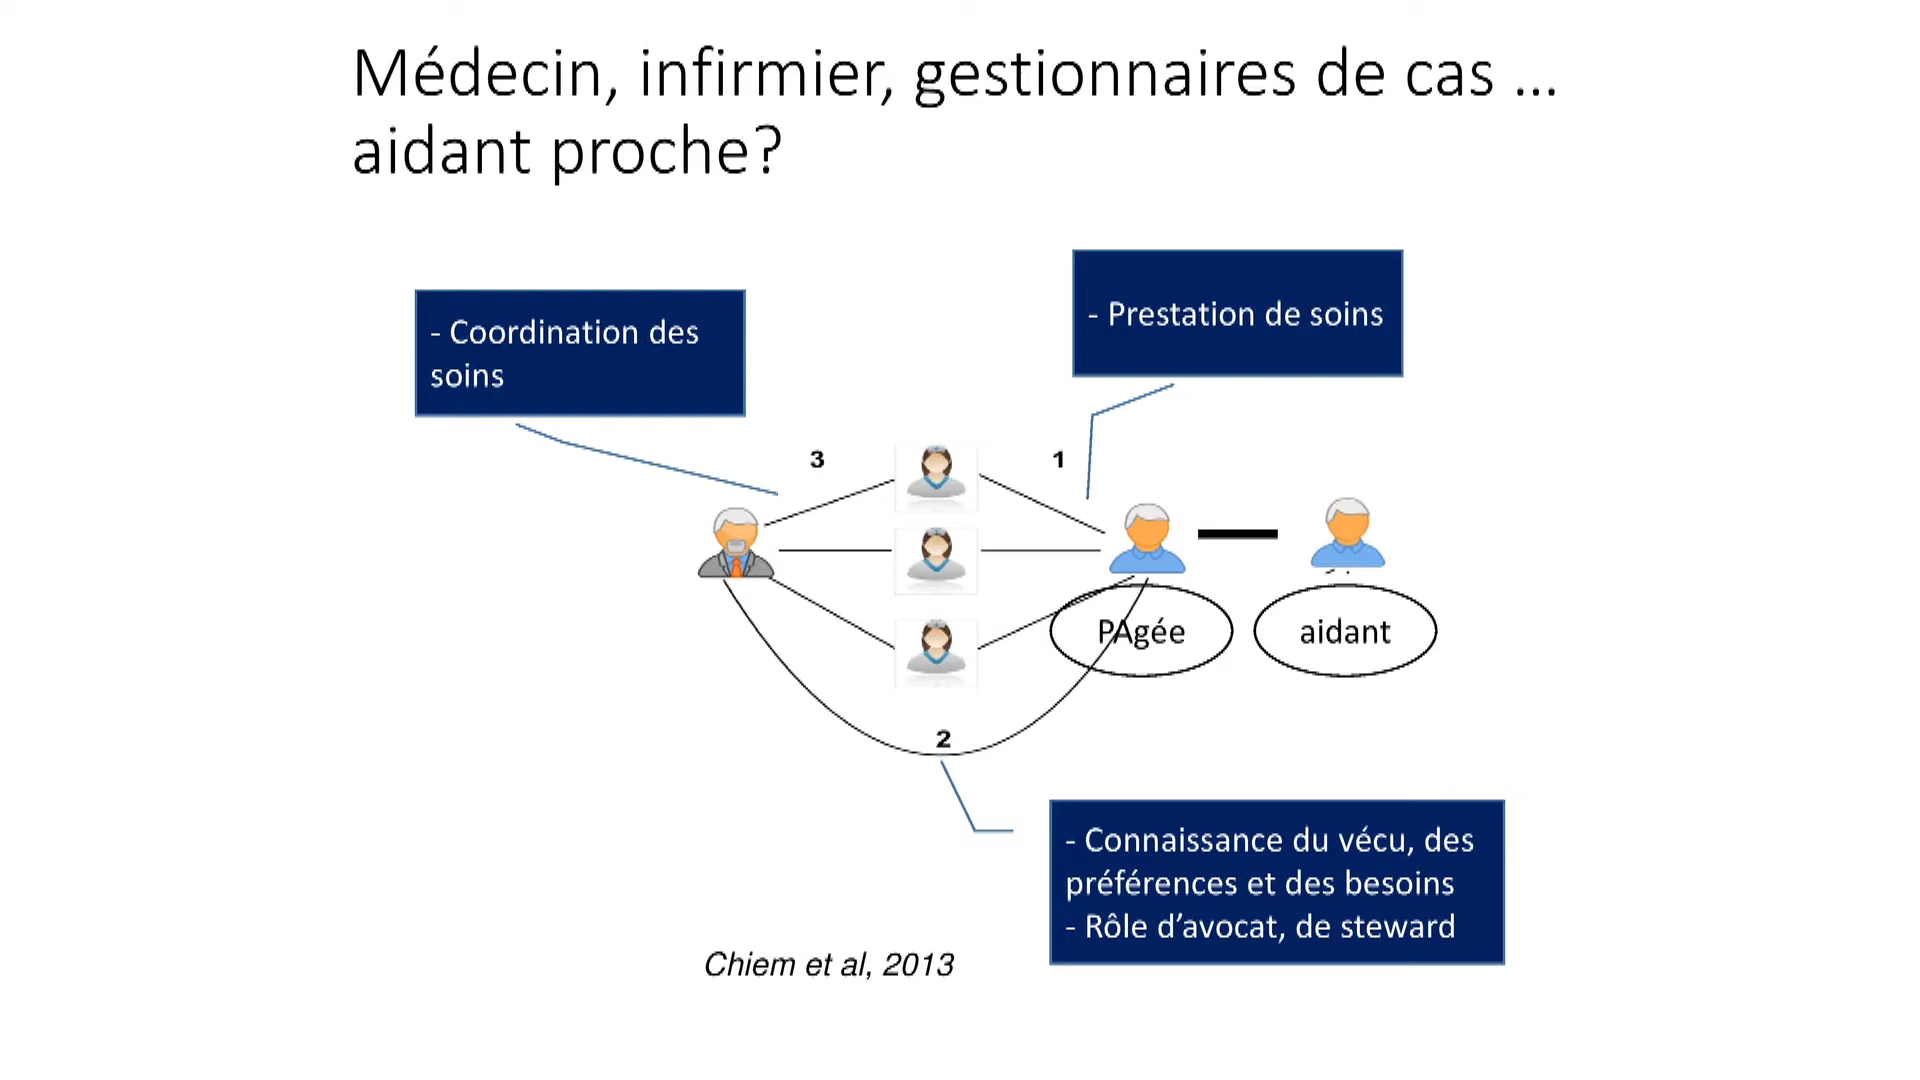 Médecin, infirmier, gestionnaires de cas ...
aidant proche?
- Coordination des
soins
- Prestation de soins
3
1
PAgée
aidant
2
- Connaissance du vécu, des
préférences et des besoins
- Rôle d’avocat, de steward
Chiem et al, 2013